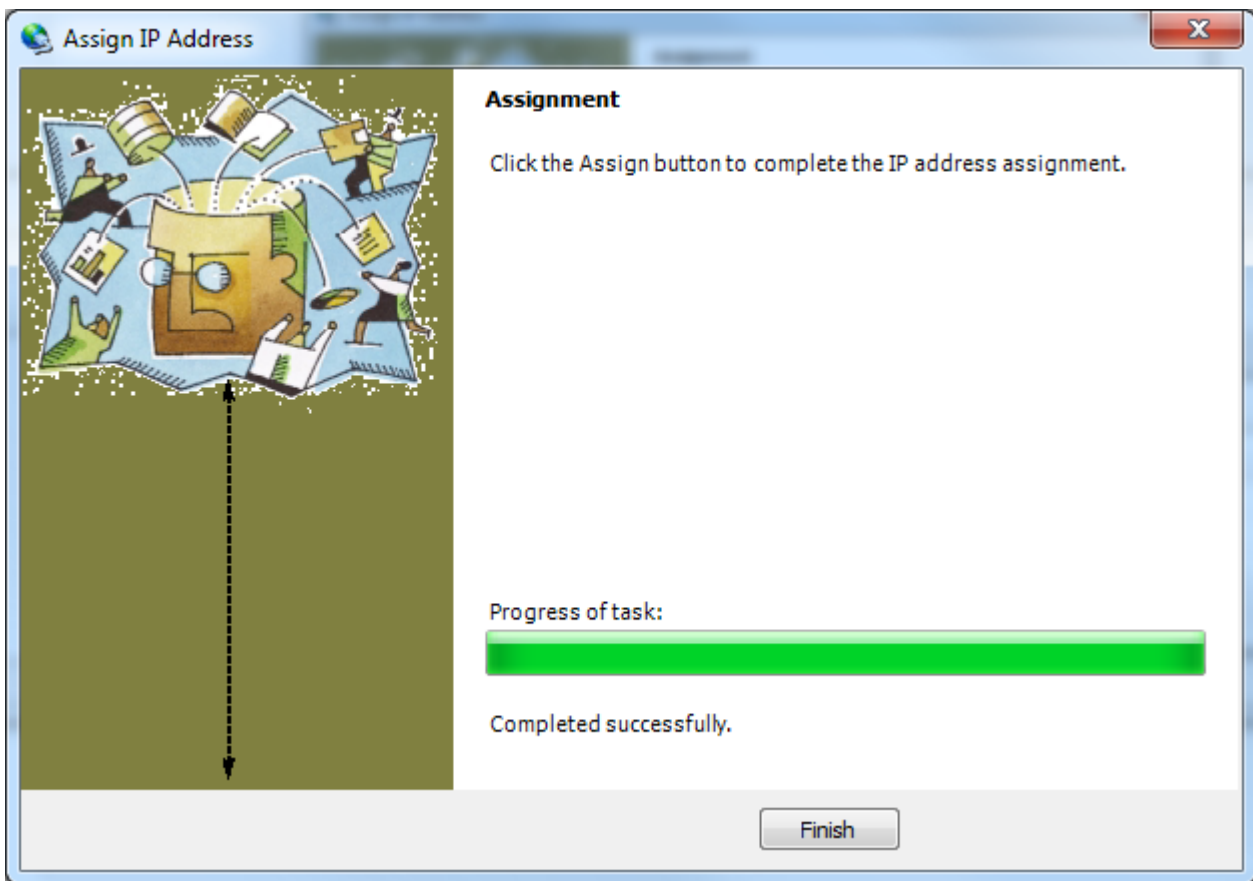 Assign IP Address
Assignment
Click the Assign button to complete the IP address assignment.
Progress of task:
Completed successfully.
Finish